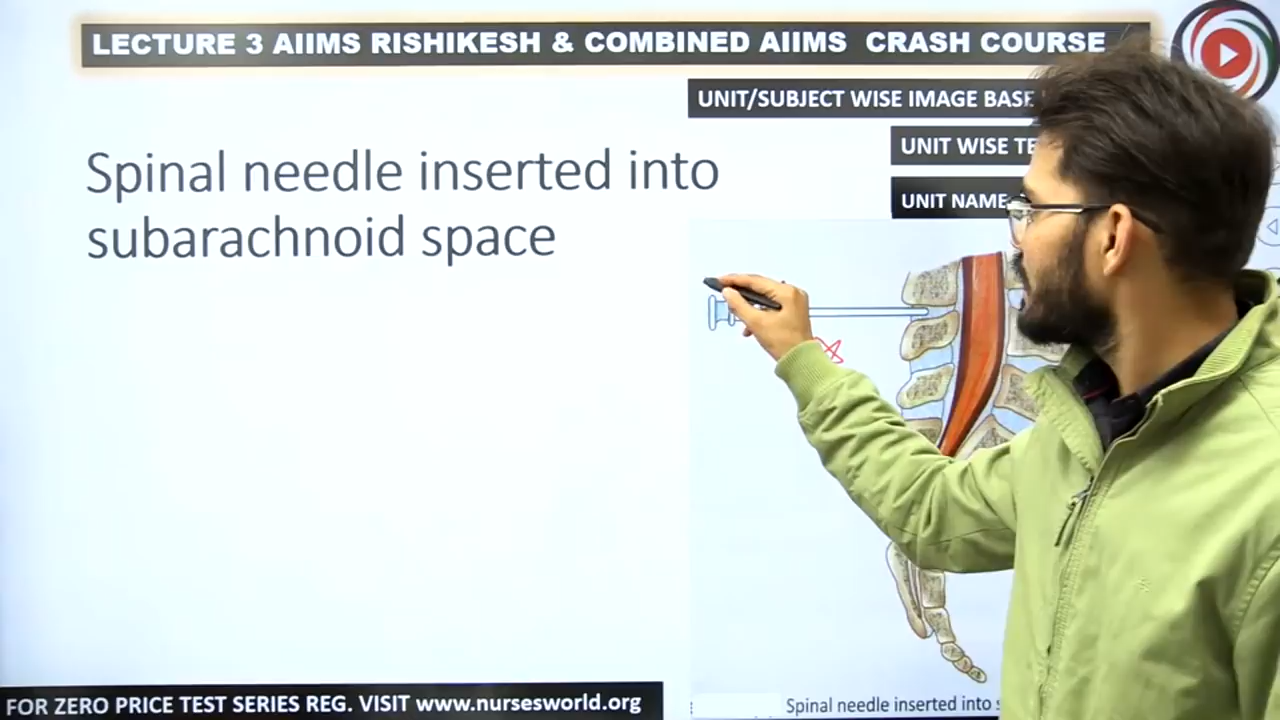 LECTURE 3 AIIMS RISHIKESH & COMBINED AIIMS CRASH COURSE
UNIT/SUBJECT WISE IMAGE BASE
UNIT WISE
UNIT NAME
Spinal needle inserted into
subarachnoid space
FOR ZERO PRICE TEST SERIES REG. VISIT www.nursesworld.org
Spinal needle inserted into